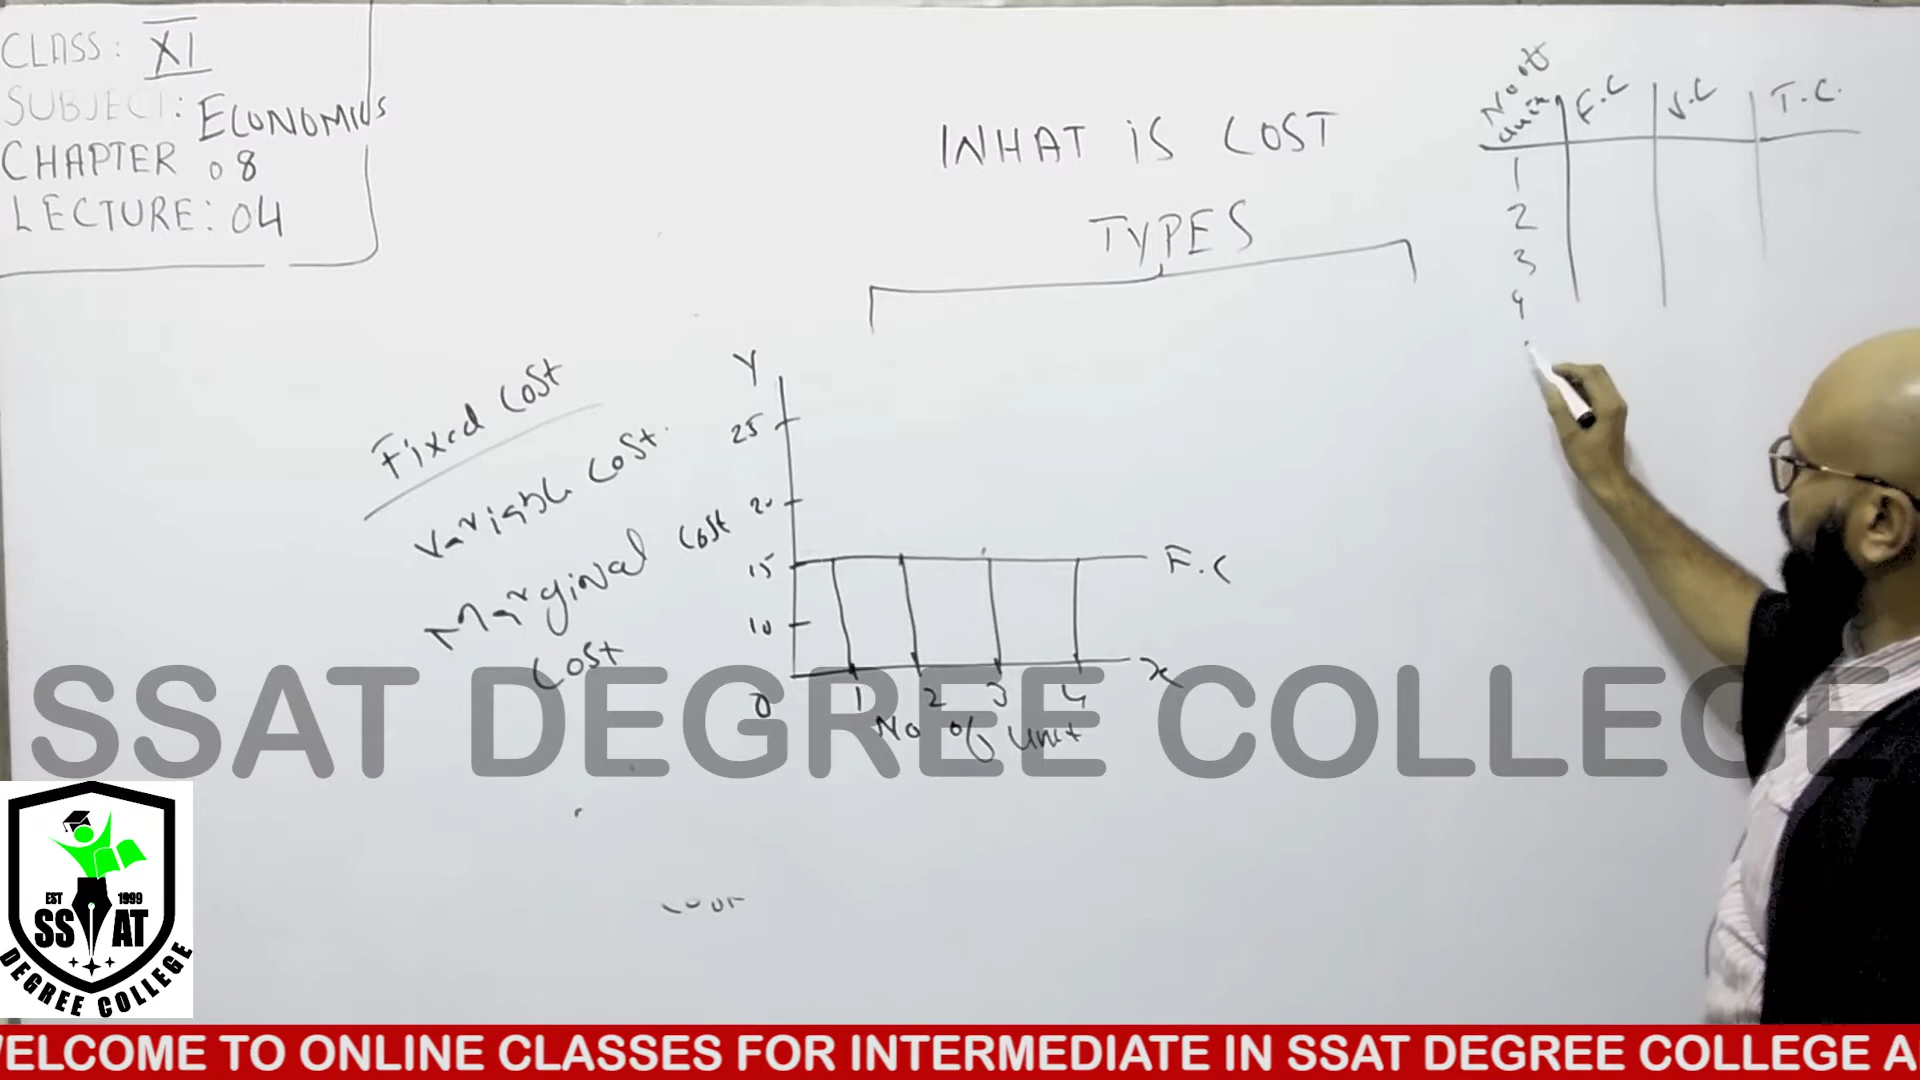 CLASS: XI
SUBJECT: ECONOMICS
CHAPTER 08
LECTURE: 04
WHAT IS COST
TYPES
No of unit F.C V.C T.C.
1
2
3
4
Fixed Cost
Variable Cost.
Marginal Cost
Cost
Y
25
20
15
10
0
F.C
1 2 3 4
x
No of unit
SSAT DEGREE COLLEGE
EST 1999
SSAT
DEGREE COLLEGE
WELCOME TO ONLINE CLASSES FOR INTERMEDIATE IN SSAT DEGREE COLLEGE A